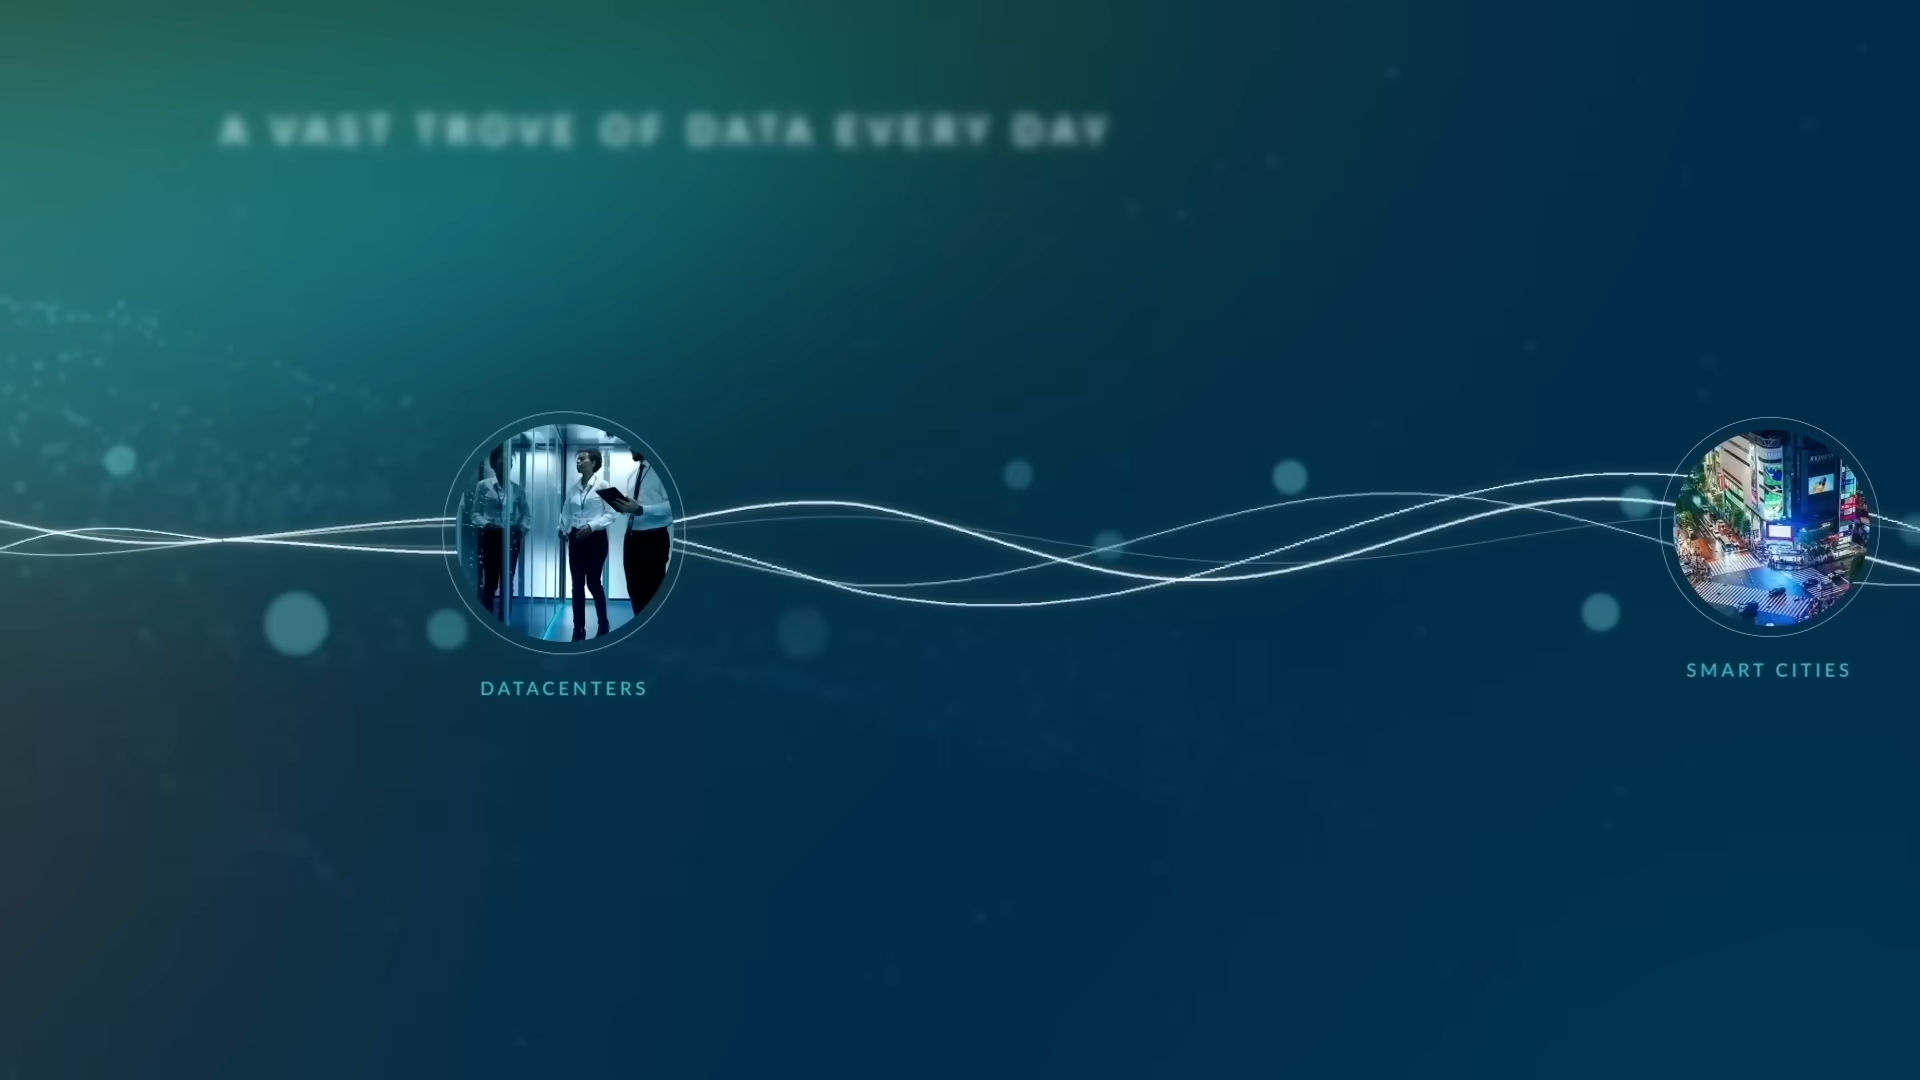 A VAST TROVE OF DATA EVERY DAY
DATACENTERS
SMART CITIES